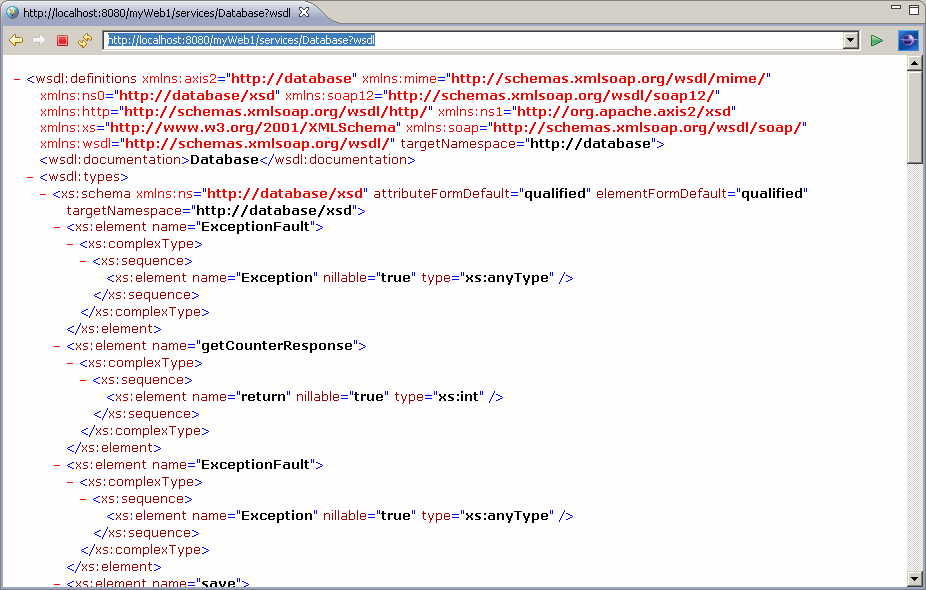 http://localhost:8080/myWeb1/services/Database?wsdl
http://localhost:8080/myWeb1/services/Database?wsdl
- <wsdl:definitions xmlns:axis2="http://database" xmlns:mime="http://schemas.xmlsoap.org/wsdl/mime/"
xmlns:ns0="http://database/xsd" xmlns:soap12="http://schemas.xmlsoap.org/wsdl/soap12/"
xmlns:http="http://schemas.xmlsoap.org/wsdl/http/" xmlns:ns1="http://org.apache.axis2/xsd"
xmlns:xs="http://www.w3.org/2001/XMLSchema" xmlns:soap="http://schemas.xmlsoap.org/wsdl/soap/"
xmlns:wsdl="http://schemas.xmlsoap.org/wsdl/" targetNamespace="http://database">
<wsdl:documentation>Database</wsdl:documentation>
- <wsdl:types>
- <xs:schema xmlns:ns="http://database/xsd" attributeFormDefault="qualified" elementFormDefault="qualified"
targetNamespace="http://database/xsd">
- <xs:element name="ExceptionFault">
- <xs:complexType>
- <xs:sequence>
<xs:element name="Exception" nillable="true" type="xs:anyType" />
</xs:sequence>
</xs:complexType>
</xs:element>
- <xs:element name="getCounterResponse">
- <xs:complexType>
- <xs:sequence>
<xs:element name="return" nillable="true" type="xs:int" />
</xs:sequence>
</xs:complexType>
</xs:element>
- <xs:element name="ExceptionFault">
- <xs:complexType>
- <xs:sequence>
<xs:element name="Exception" nillable="true" type="xs:anyType" />
</xs:sequence>
</xs:complexType>
</xs:element>
- <xs:element name="save">